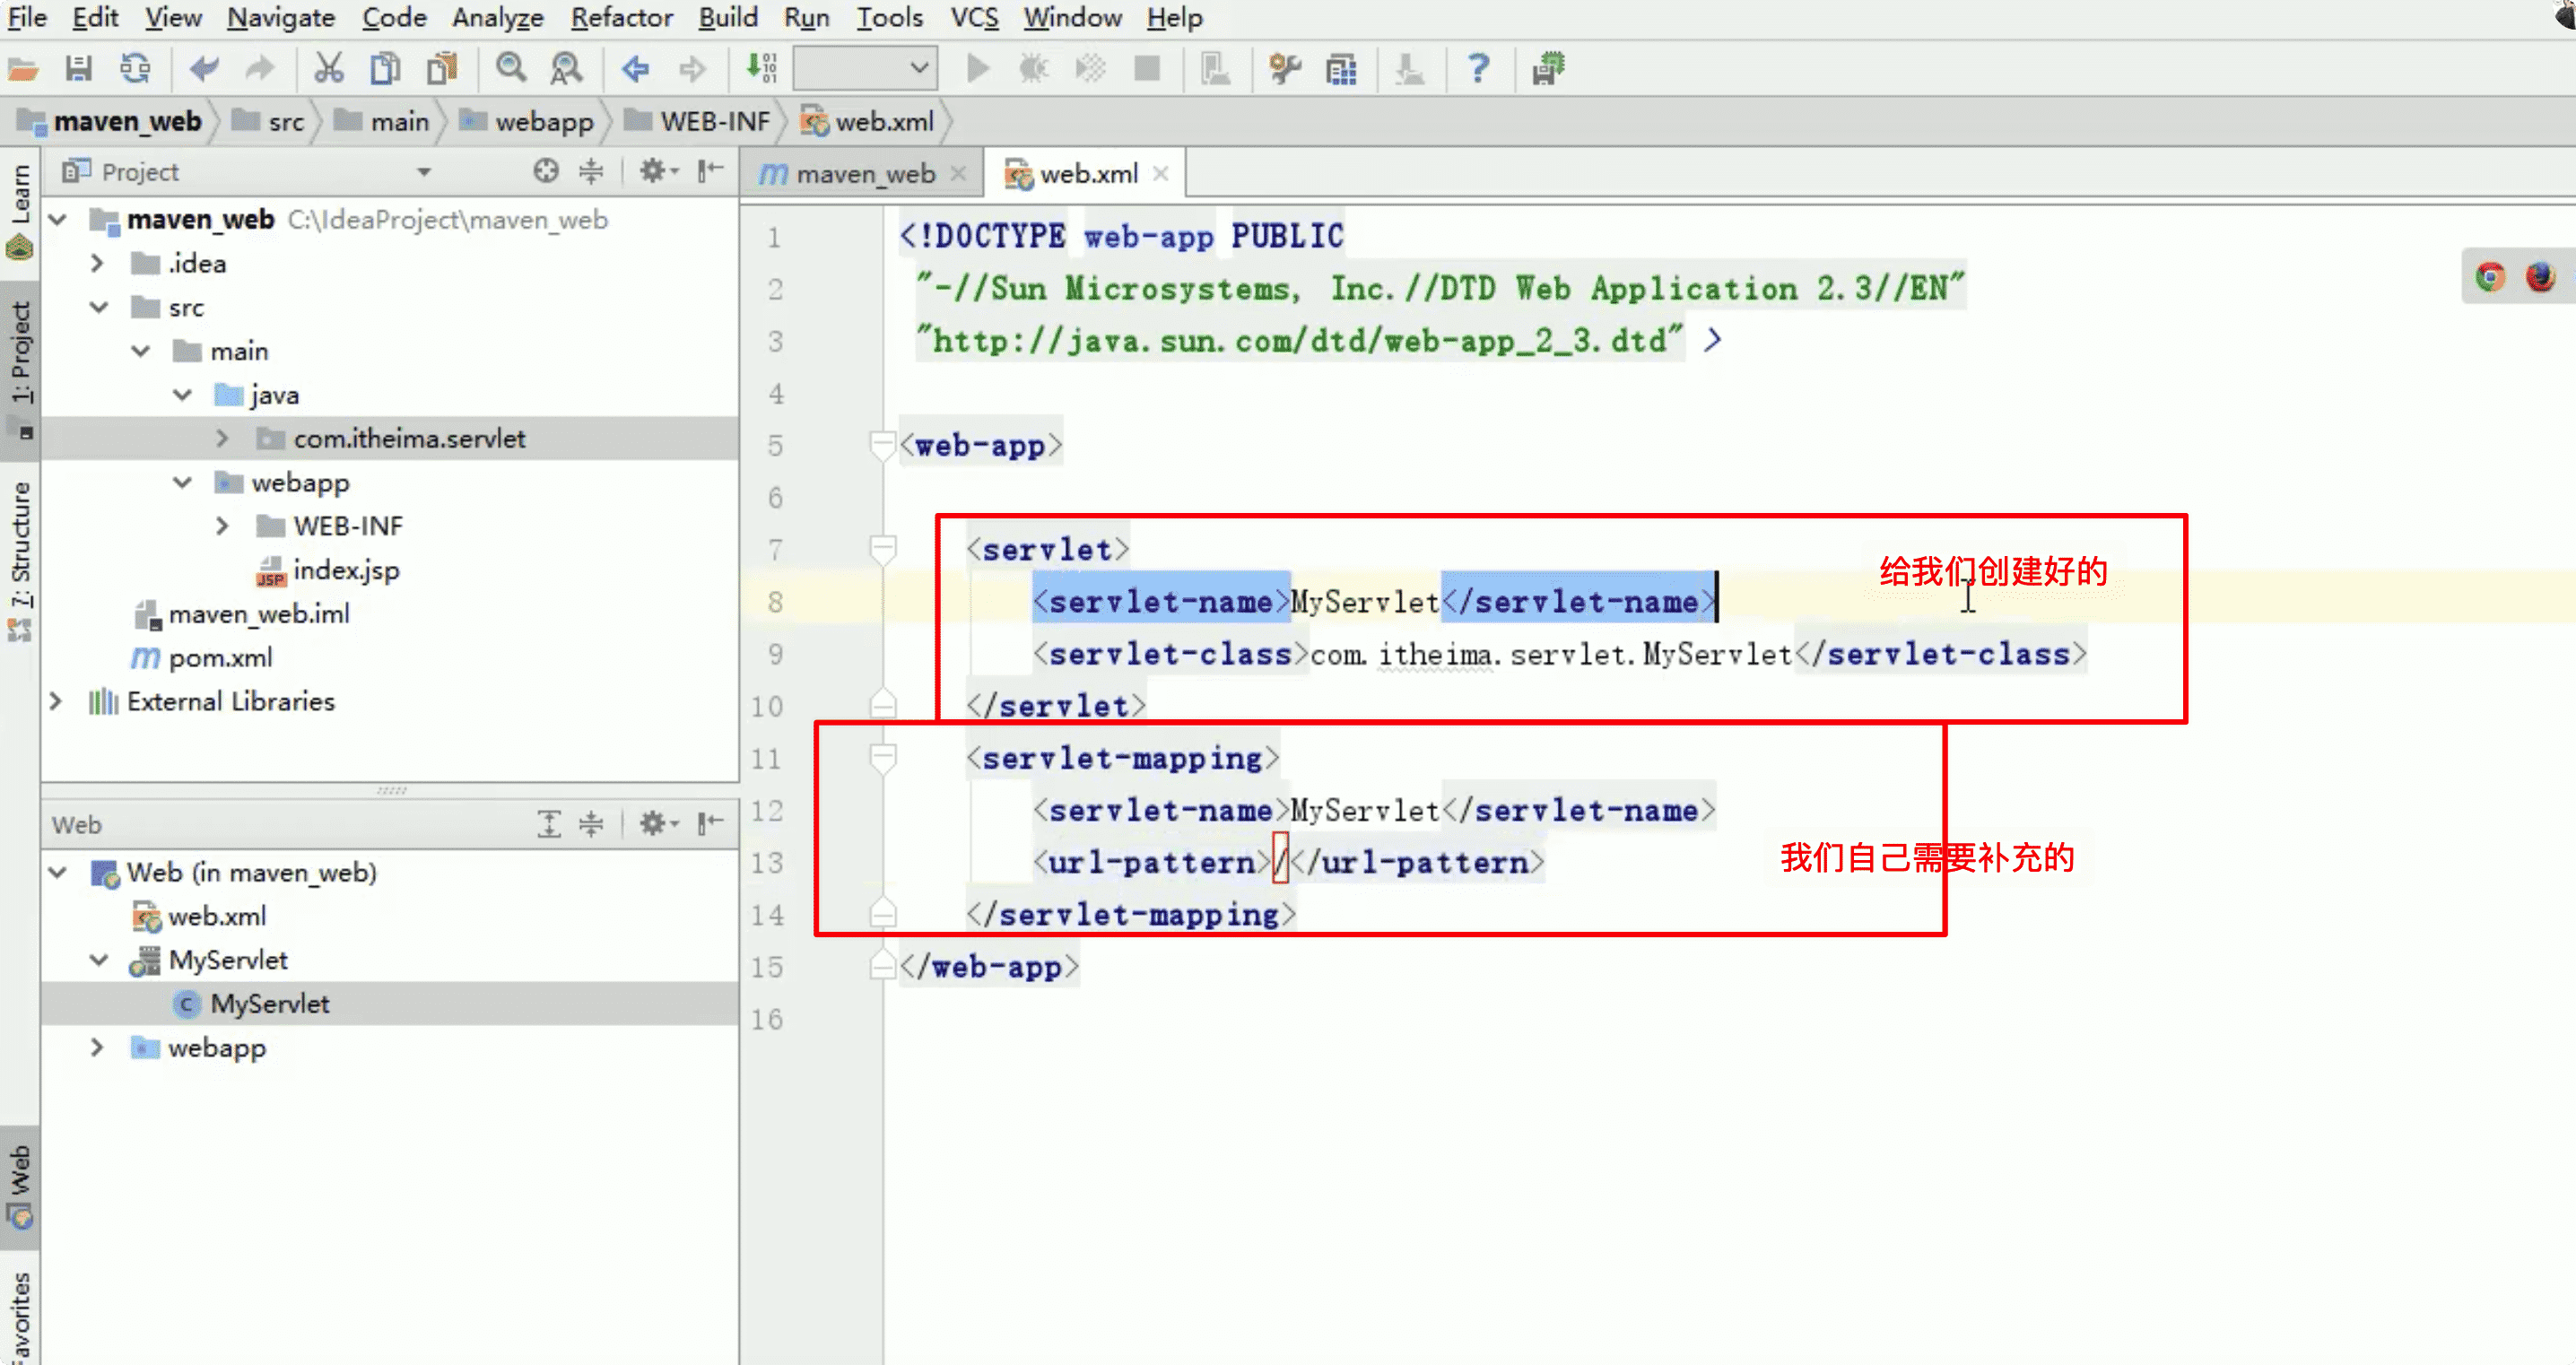 File Edit View Navigate Code Analyze Refactor Build Run Tools VCS Window Help
maven_web src main webapp WEB-INF web.xml
Learn
1: Project
7: Structure
Web
Favorites
Project
maven_web C:\IdeaProject\maven_web
.idea
src
main
java
com.itheima.servlet
webapp
WEB-INF
JSP index.jsp
maven_web.iml
m pom.xml
External Libraries
Web
Web (in maven_web)
web.xml
MyServlet
C MyServlet
webapp
m maven_web web.xml
1 <!DOCTYPE web-app PUBLIC
2 "-//Sun Microsystems, Inc.//DTD Web Application 2.3//EN"
3 "http://java.sun.com/dtd/web-app_2_3.dtd" >
4
5 <web-app>
6
7 <servlet>
给我们创建好的
8 <servlet-name>MyServlet</servlet-name>
9 <servlet-class>com.itheima.servlet.MyServlet</servlet-class>
10 </servlet>
11 <servlet-mapping>
12 <servlet-name>MyServlet</servlet-name>
13 <url-pattern>/</url-pattern>
我们自己需要补充的
14 </servlet-mapping>
15 </web-app>
16